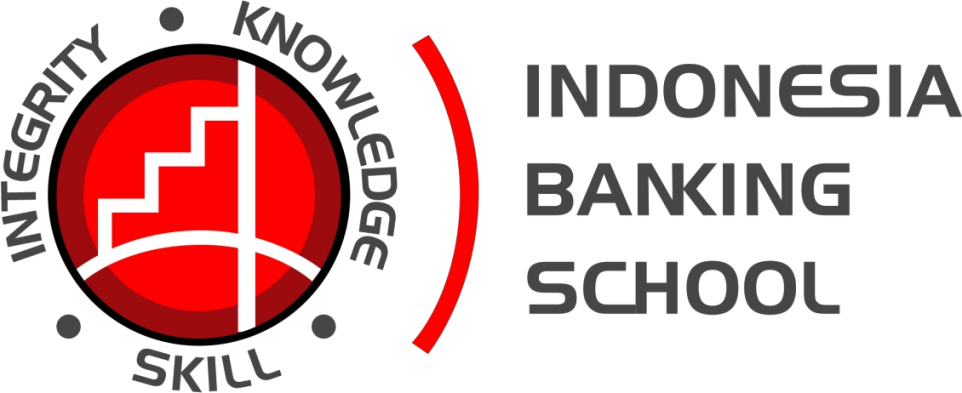 INTEGRITY
KNOWLEDGE
SKILL
INDONESIA
BANKING
SCHOOL